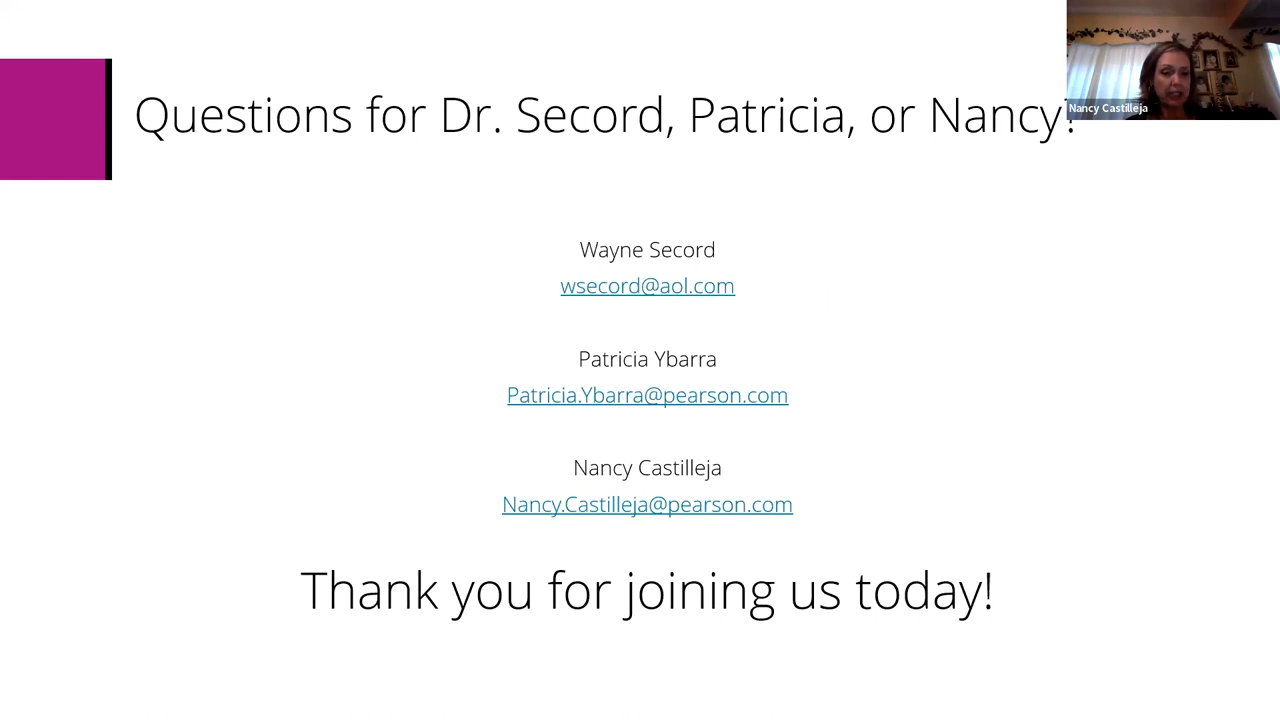 Nancy Castilleja
Questions for Dr. Secord, Patricia, or Nancy?
Wayne Secord
wsecord@aol.com
Patricia Ybarra
Patricia.Ybarra@pearson.com
Nancy Castilleja
Nancy.Castilleja@pearson.com
Thank you for joining us today!